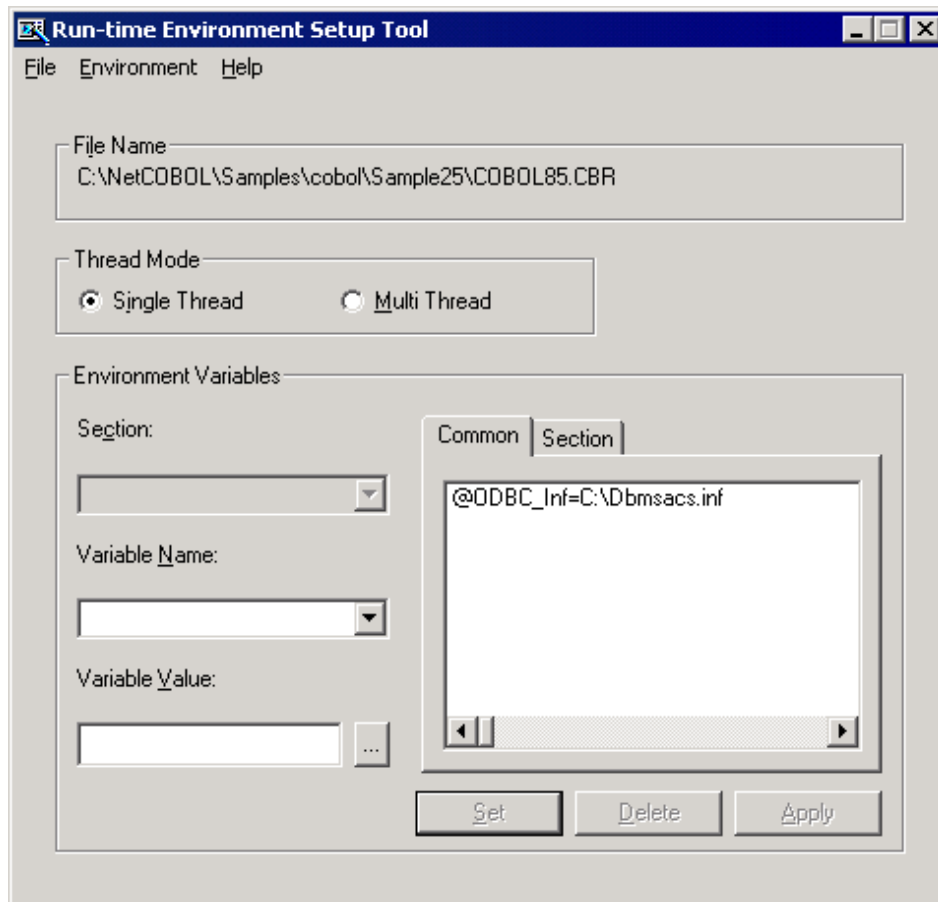 Run-time Environment Setup Tool
File Environment Help
File Name
C:\NetCOBOL\Samples\cobol\Sample25\COBOL85.CBR
Thread Mode
Single Thread Multi Thread
Environment Variables
Section:
Common Section
@ODBC_Inf=C:\Dbmsacs.inf
Variable Name:
Variable Value:
...
Set Delete Apply